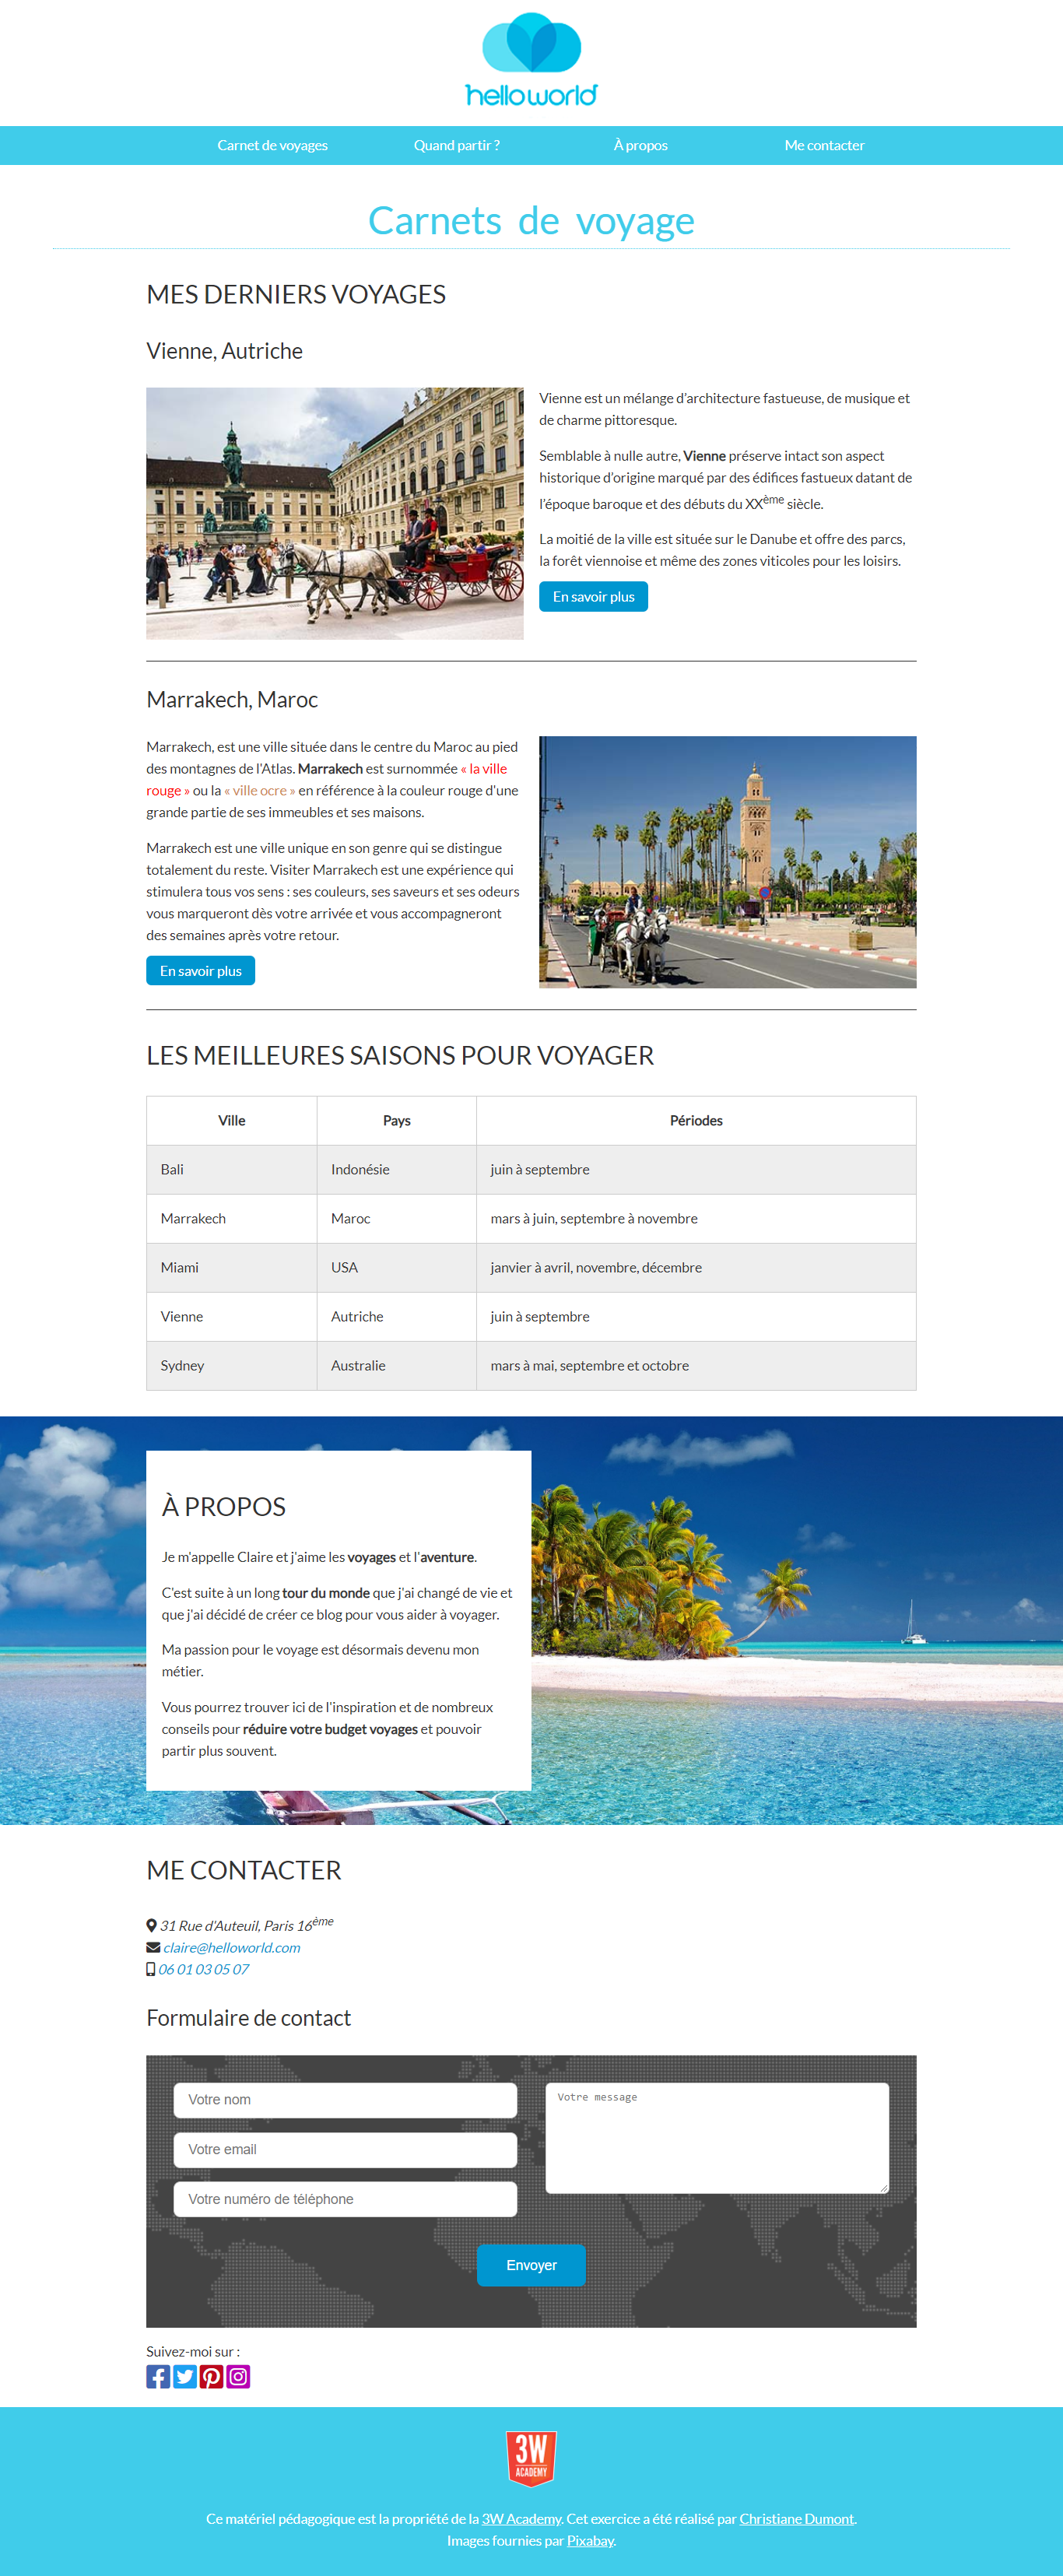 helloworld
Carnet de voyages
Quand partir ?
À propos
Me contacter
Carnets de voyage
MES DERNIERS VOYAGES
Vienne, Autriche
Vienne est un mélange d'architecture fastueuse, de musique et
de charme pittoresque.
Semblable à nulle autre, Vienne préserve intact son aspect
historique d'origine marqué par des édifices fastueux datant de
l'époque baroque et des débuts du XXème siècle.
La moitié de la ville est située sur le Danube et offre des parcs,
la forêt viennoise et même des zones viticoles pour les loisirs.
En savoir plus
Marrakech, Maroc
Marrakech, est une ville située dans le centre du Maroc au pied
des montagnes de l'Atlas. Marrakech est surnommée « la ville
rouge » ou la « ville ocre » en référence à la couleur rouge d'une
grande partie de ses immeubles et ses maisons.
Marrakech est une ville unique en son genre qui se distingue
totalement du reste. Visiter Marrakech est une expérience qui
stimulera tous vos sens : ses couleurs, ses saveurs et ses odeurs
vous marqueront dès votre arrivée et vous accompagneront
des semaines après votre retour.
En savoir plus
LES MEILLEURES SAISONS POUR VOYAGER
Ville Pays Périodes
Bali Indonésie juin à septembre
Marrakech Maroc mars à juin, septembre à novembre
Miami USA janvier à avril, novembre, décembre
Vienne Autriche juin à septembre
Sydney Australie mars à mai, septembre et octobre
À PROPOS
Je m'appelle Claire et j'aime les voyages et l'aventure.
C'est suite à un long tour du monde que j'ai changé de vie et
que j'ai décidé de créer ce blog pour vous aider à voyager.
Ma passion pour le voyage est désormais devenu mon
métier.
Vous pourrez trouver ici de l'inspiration et de nombreux
conseils pour réduire votre budget voyages et pouvoir
partir plus souvent.
ME CONTACTER
31 Rue d'Auteuil, Paris 16ème
claire@helloworld.com
06 01 03 05 07
Formulaire de contact
Votre nom
Votre email
Votre numéro de téléphone
Votre message
Envoyer
Suivez-moi sur :
3W
ACADEMY
Ce matériel pédagogique est la propriété de la 3W Academy. Cet exercice a été réalisé par Christiane Dumont.
Images fournies par Pixabay.